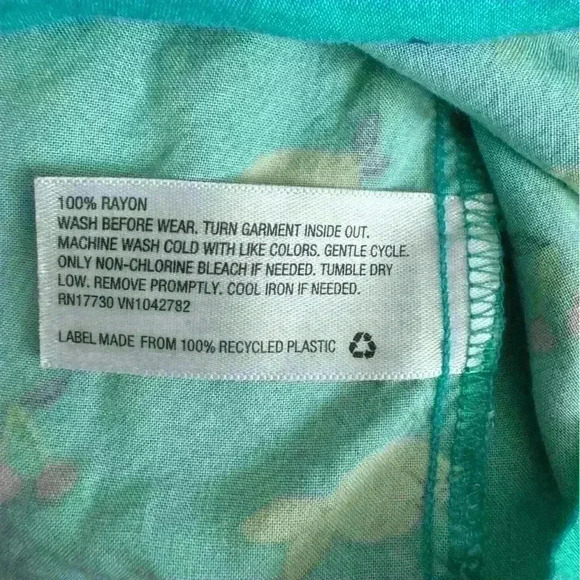 100% RAYON
WASH BEFORE WEAR. TURN GARMENT INSIDE OUT.
MACHINE WASH COLD WITH LIKE COLORS. GENTLE CYCLE.
ONLY NON-CHLORINE BLEACH IF NEEDED. TUMBLE DRY
LOW. REMOVE PROMPTLY. COOL IRON IF NEEDED.
RN17730 VN1042782
LABEL MADE FROM 100% RECYCLED PLASTIC